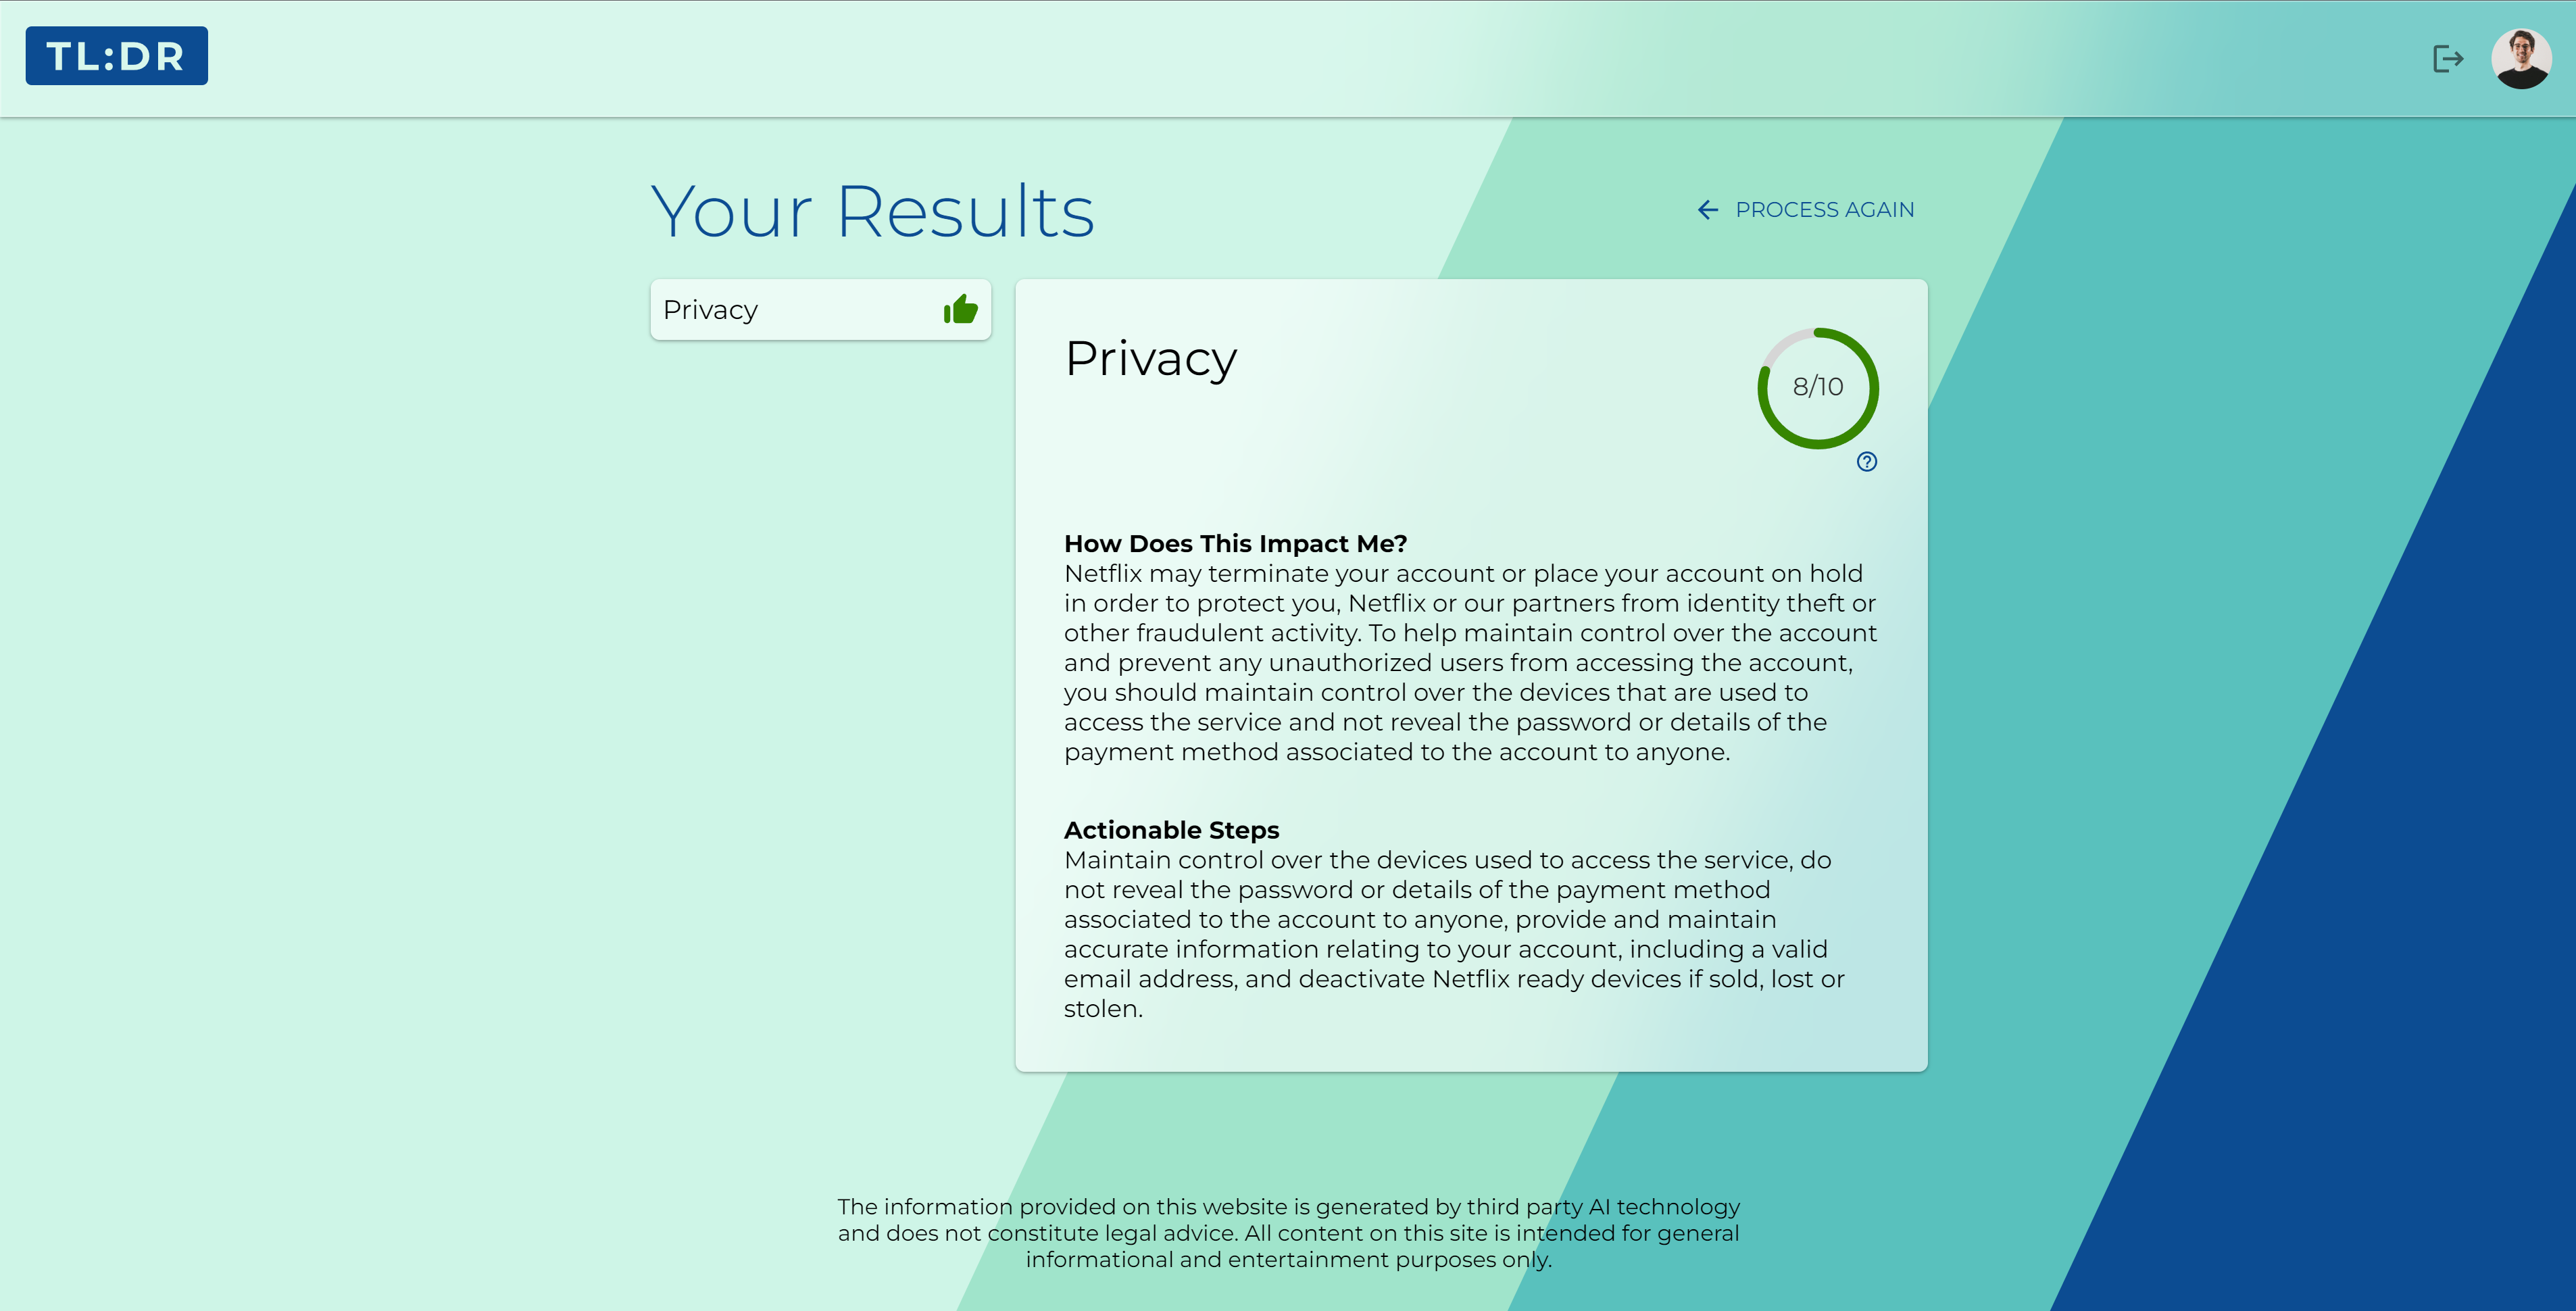 TL:DR
Your Results
PROCESS AGAIN
Privacy
Privacy
8/10
How Does This Impact Me?
Netflix may terminate your account or place your account on hold
in order to protect you, Netflix or our partners from identity theft or
other fraudulent activity. To help maintain control over the account
and prevent any unauthorized users from accessing the account,
you should maintain control over the devices that are used to
access the service and not reveal the password or details of the
payment method associated to the account to anyone.
Actionable Steps
Maintain control over the devices used to access the service, do
not reveal the password or details of the payment method
associated to the account to anyone, provide and maintain
accurate information relating to your account, including a valid
email address, and deactivate Netflix ready devices if sold, lost or
stolen.
The information provided on this website is generated by third party AI technology
and does not constitute legal advice. All content on this site is intended for general
informational and entertainment purposes only.